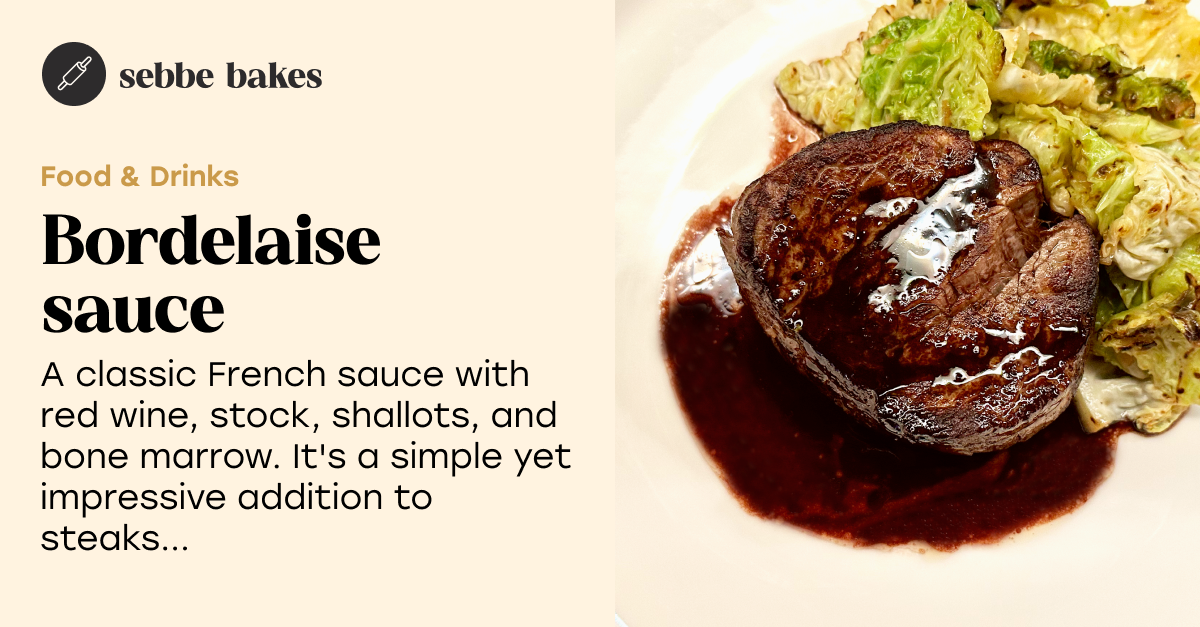 sebbe bakes
Food & Drinks
Bordelaise
sauce
A classic French sauce with
red wine, stock, shallots, and
bone marrow. It's a simple yet
impressive addition to
steaks...